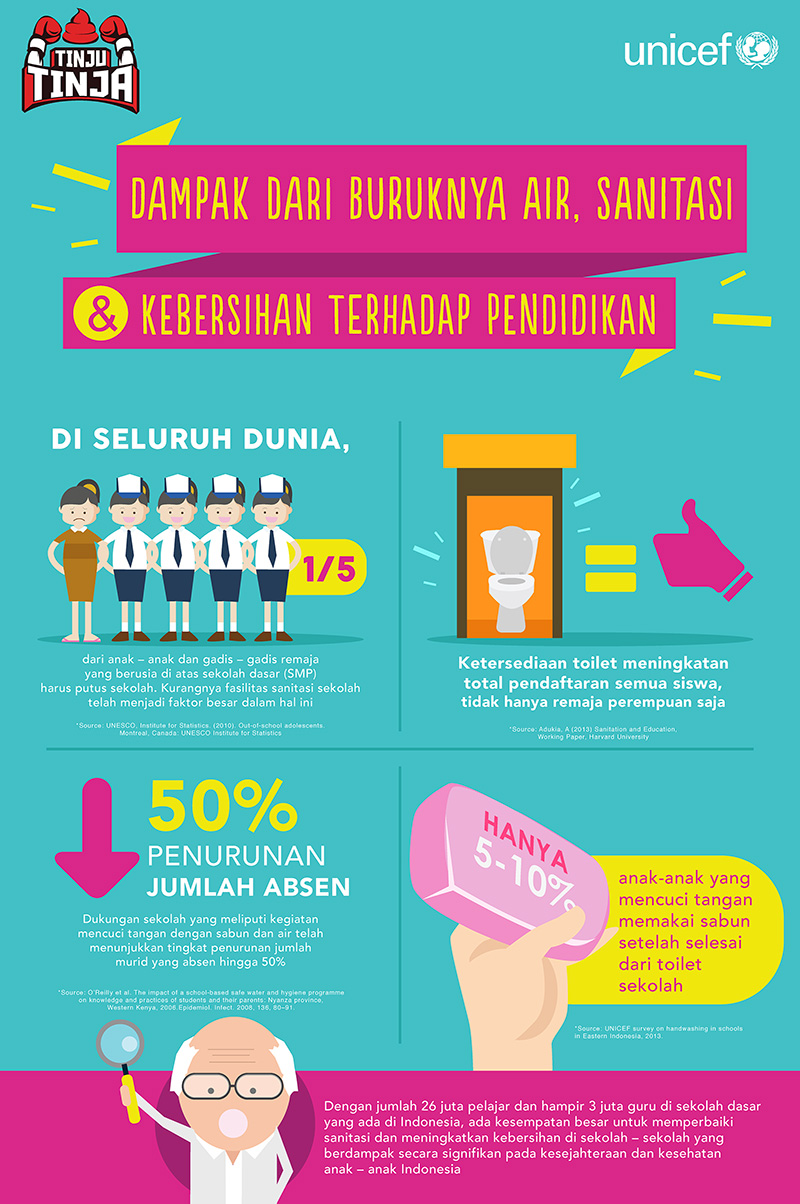 TINJU
TINJA
unicef
DAMPAK DARI BURUKNYA AIR, SANITASI
& KEBERSIHAN TERHADAP PENDIDIKAN
DI SELURUH DUNIA,
1/5
dari anak – anak dan gadis – gadis remaja
yang berusia di atas sekolah dasar (SMP)
harus putus sekolah. Kurangnya fasilitas sanitasi sekolah
telah menjadi faktor besar dalam hal ini
*Source: UNESCO, Institute for Statistics. (2010). Out-of-school adolescents.
Montreal, Canada: UNESCO Institute for Statistics
Ketersediaan toilet meningkatan
total pendaftaran semua siswa,
tidak hanya remaja perempuan saja
*Source: Adukia, A (2013) Sanitation and Education,
Working Paper, Harvard University
50%
PENURUNAN
JUMLAH ABSEN
Dukungan sekolah yang meliputi kegiatan
mencuci tangan dengan sabun dan air telah
menunjukkan tingkat penurunan jumlah
murid yang absen hingga 50%
*Source: O'Reilly et al. The impact of a school-based safe water and hygiene programme
on knowledge and practices of students and their parents: Nyanza province,
Western Kenya, 2006.Epidemiol. Infect. 2008, 136, 80–91.
HANYA
5-10%
anak-anak yang
mencuci tangan
memakai sabun
setelah selesai
dari toilet
sekolah
*Source: UNICEF survey on handwashing in schools
in Eastern Indonesia, 2013.
Dengan jumlah 26 juta pelajar dan hampir 3 juta guru di sekolah dasar
yang ada di Indonesia, ada kesempatan besar untuk memperbaiki
sanitasi dan meningkatkan kebersihan di sekolah – sekolah yang
berdampak secara signifikan pada kesejahteraan dan kesehatan
anak – anak Indonesia